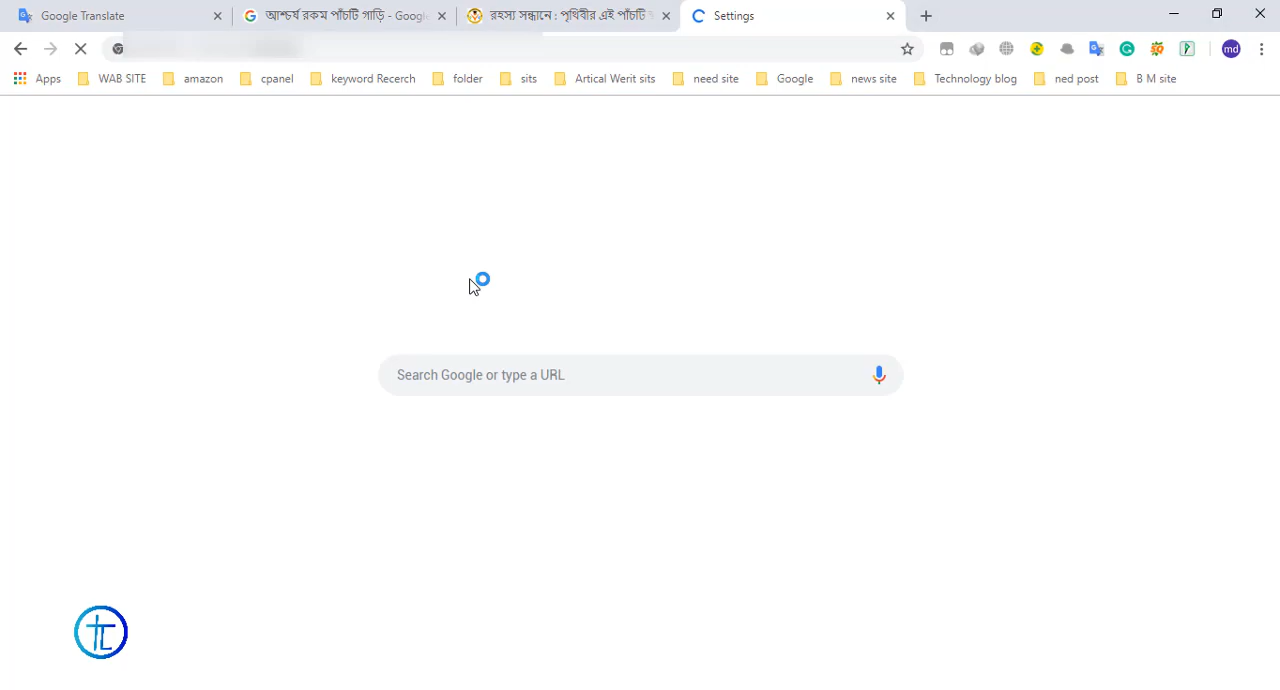 Google Translate
আশ্চর্য রকম পাঁচটি গাড়ি - Googl
রহস্য সন্ধানে : পৃথিবীর এই পাঁচটি
Settings
Apps WAB SITE amazon cpanel keyword Recerch folder sits Artical Werit sits need site Google news site Technology blog ned post B M site
md
Search Google or type a URL